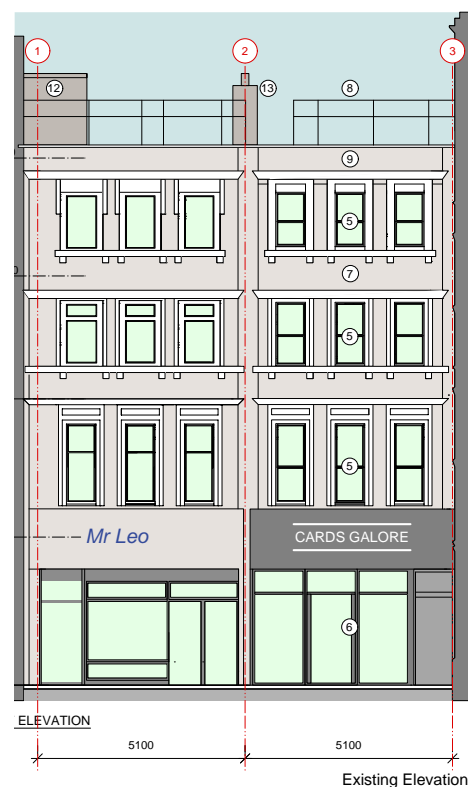 1 2 3
12 13 8
9
5
7
5
5
Mr Leo
CARDS GALORE
6
ELEVATION
5100 5100
Existing Elevation